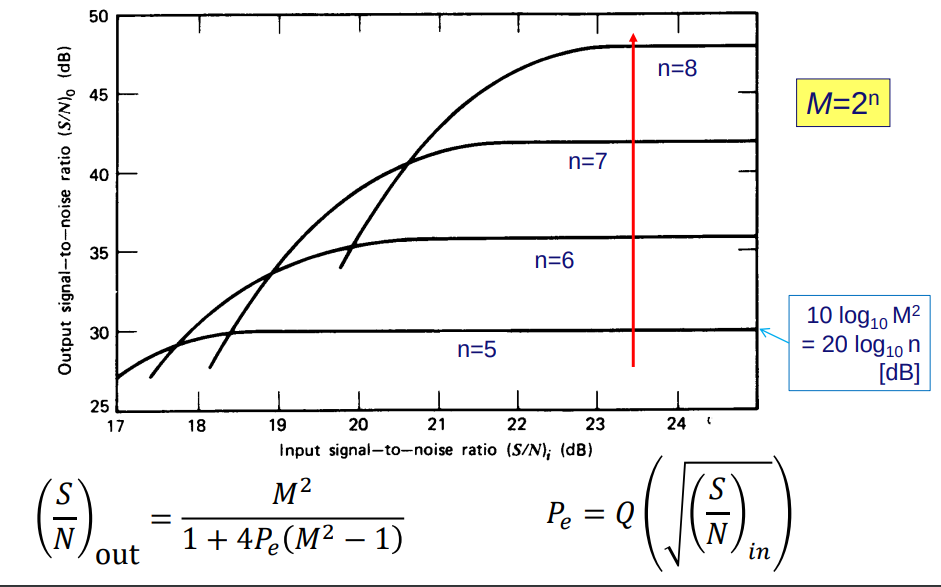 50
45
40
35
30
25
17 18 19 20 21 22 23 24
Output signal—to—noise ratio (S/N)₀ (dB)
Input signal—to—noise ratio (S/N)ᵢ (dB)
n=8
n=7
n=6
n=5
M=2ⁿ
10 log₁₀ M²
= 20 log₁₀ n
[dB]
(S/N)out = M² / (1 + 4Pₑ(M² − 1))
Pₑ = Q(√((S/N)in))